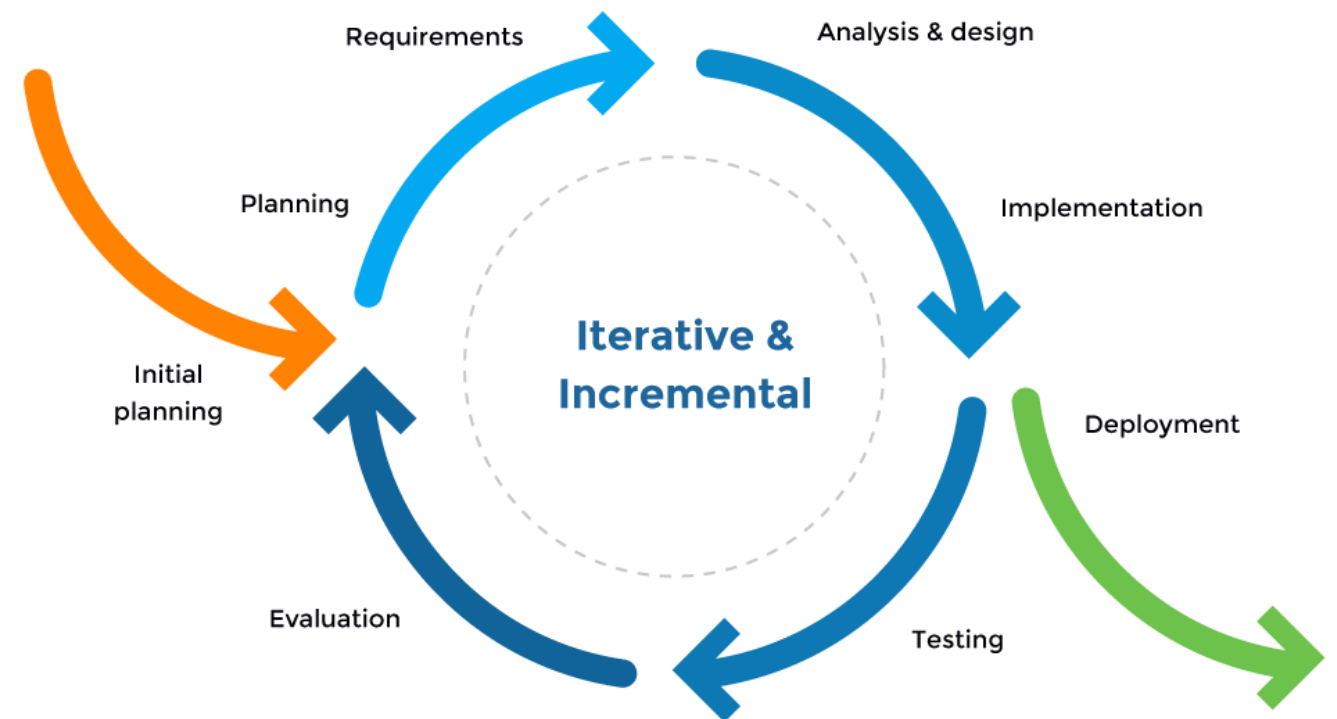 Requirements
Analysis & design
Planning
Implementation
Iterative &
Incremental
Initial
planning
Deployment
Evaluation
Testing